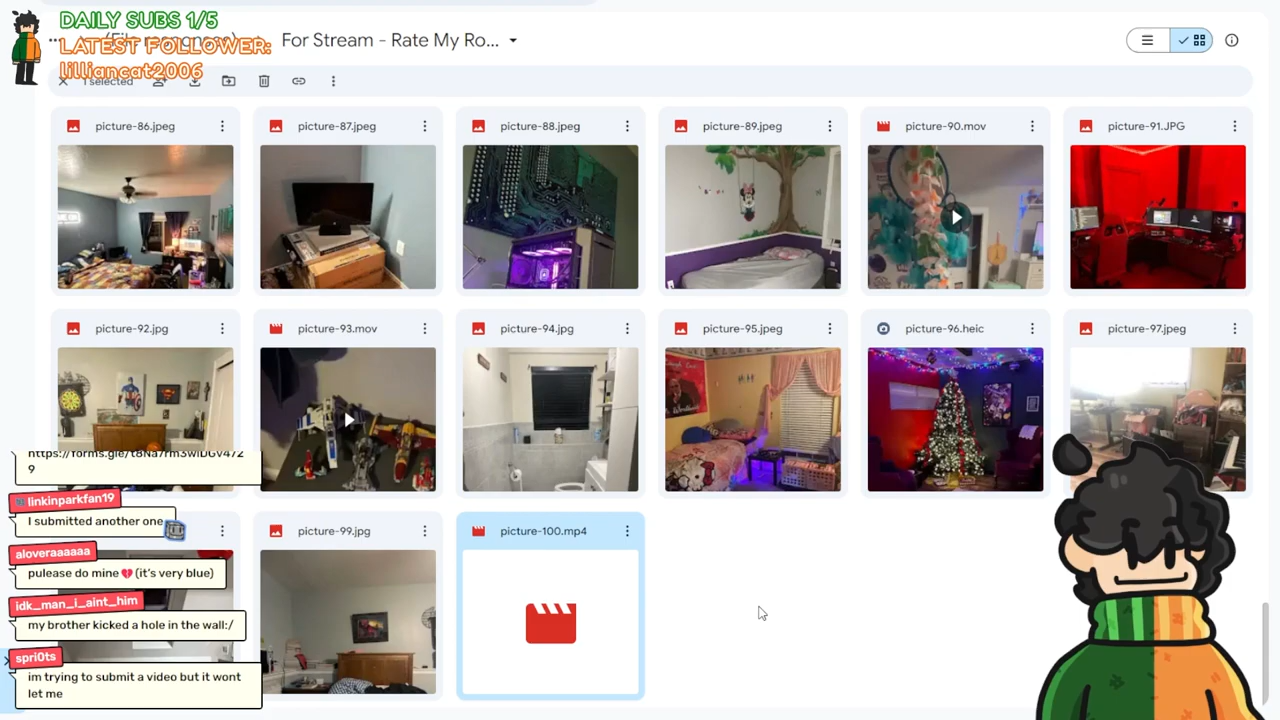 DAILY SUBS 1/5
LATEST FOLLOWER:
lilliancat2006
For Stream - Rate My Ro...
1 selected
picture-86.jpeg
picture-87.jpeg
picture-88.jpeg
picture-89.jpeg
picture-90.mov
picture-91.JPG
picture-92.jpg
picture-93.mov
picture-94.jpg
picture-95.jpeg
picture-96.heic
picture-97.jpeg
picture-99.jpg
picture-100.mp4
linkinparkfan19
I submitted another one
aloveraaaaaa
pulease do mine 💔 (it's very blue)
idk_man_i_aint_him
my brother kicked a hole in the wall:/
spri0ts
im trying to submit a video but it wont
let me